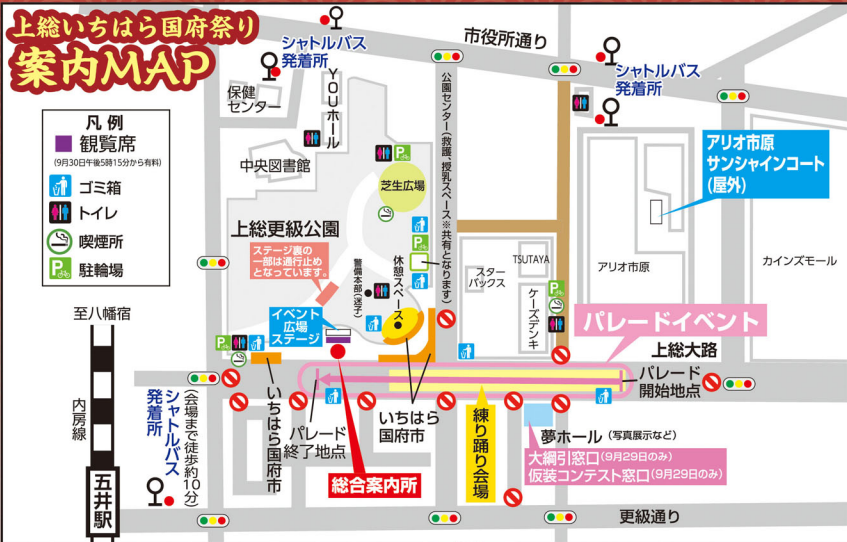 上総いちはら国府祭り
案内MAP
凡例
観覧席
(9月30日午後5時15分から有料)
ゴミ箱
トイレ
喫煙所
駐輪場
シャトルバス
発着所
市役所通り
シャトルバス
発着所
保健
センター
YOUホール
中央図書館
芝生広場
公園センター(救護、授乳スペース※共有となります)
アリオ市原
サンシャインコート
(屋外)
上総更級公園
ステージ裏の
一部は通行止め
となっています。
警備本部(迷子)
休憩スペース
スター
バックス
TSUTAYA
ケーズデンキ
アリオ市原
カインズモール
イベント
広場
ステージ
パレードイベント
上総大路
至八幡宿
内房線
五井駅
シャトルバス
発着所
(会場まで徒歩約10分)
いちはら国府市
パレード
終了地点
いちはら
国府市
練り踊り会場
パレード
開始地点
総合案内所
夢ホール(写真展示など)
大綱引窓口(9月29日のみ)
仮装コンテスト窓口(9月29日のみ)
更級通り